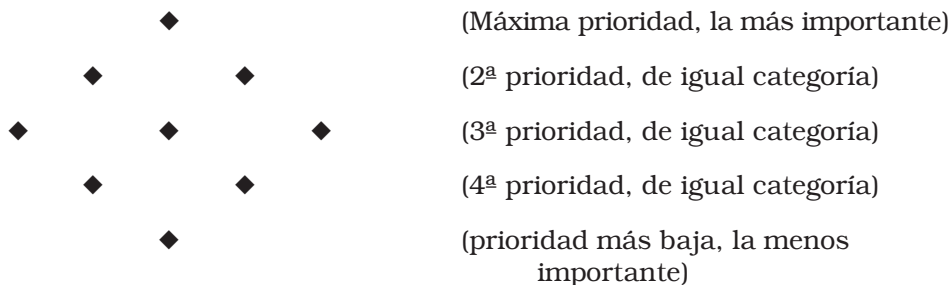 (Máxima prioridad, la más importante)
(2ª prioridad, de igual categoría)
(3ª prioridad, de igual categoría)
(4ª prioridad, de igual categoría)
(prioridad más baja, la menos
importante)